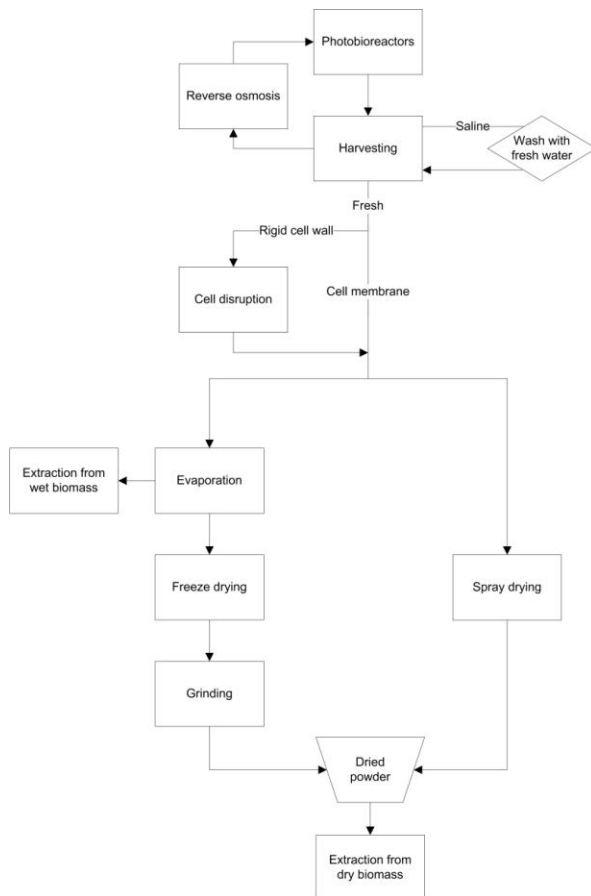 Photobioreactors
Reverse osmosis
Harvesting
Saline
Wash with
fresh water
Fresh
Rigid cell wall
Cell disruption
Cell membrane
Extraction from
wet biomass
Evaporation
Freeze drying
Spray drying
Grinding
Dried
powder
Extraction from
dry biomass